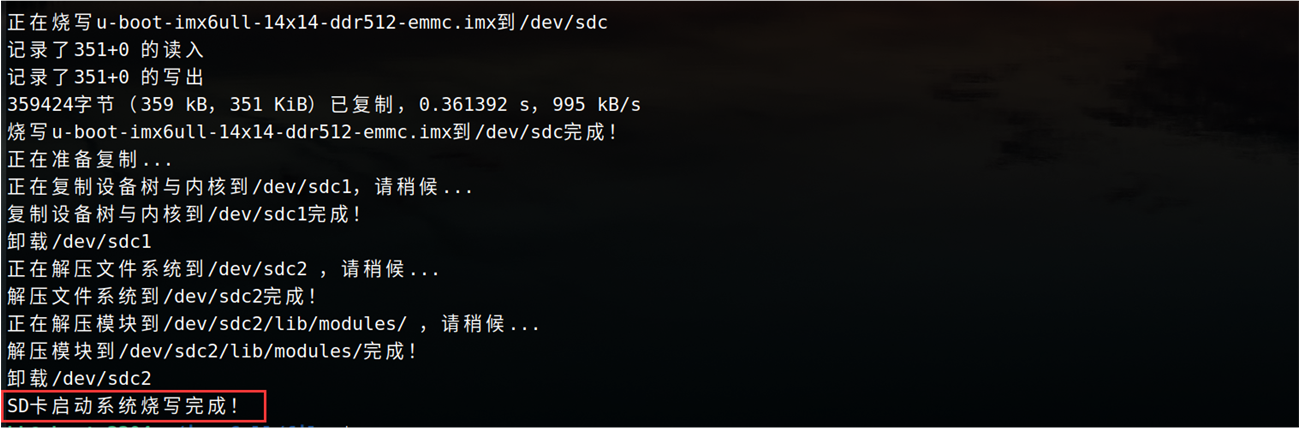 正在烧写u-boot-imx6ull-14x14-ddr512-emmc.imx到/dev/sdc
记录了351+0 的读入
记录了351+0 的写出
359424字节（359 kB，351 KiB）已复制，0.361392 s，995 kB/s
烧写u-boot-imx6ull-14x14-ddr512-emmc.imx到/dev/sdc完成！
正在准备复制...
正在复制设备树与内核到/dev/sdc1，请稍候...
复制设备树与内核到/dev/sdc1完成！
卸载/dev/sdc1
正在解压文件系统到/dev/sdc2 ，请稍候...
解压文件系统到/dev/sdc2完成！
正在解压模块到/dev/sdc2/lib/modules/ ，请稍候...
解压模块到/dev/sdc2/lib/modules/完成！
卸载/dev/sdc2
SD卡启动系统烧写完成！